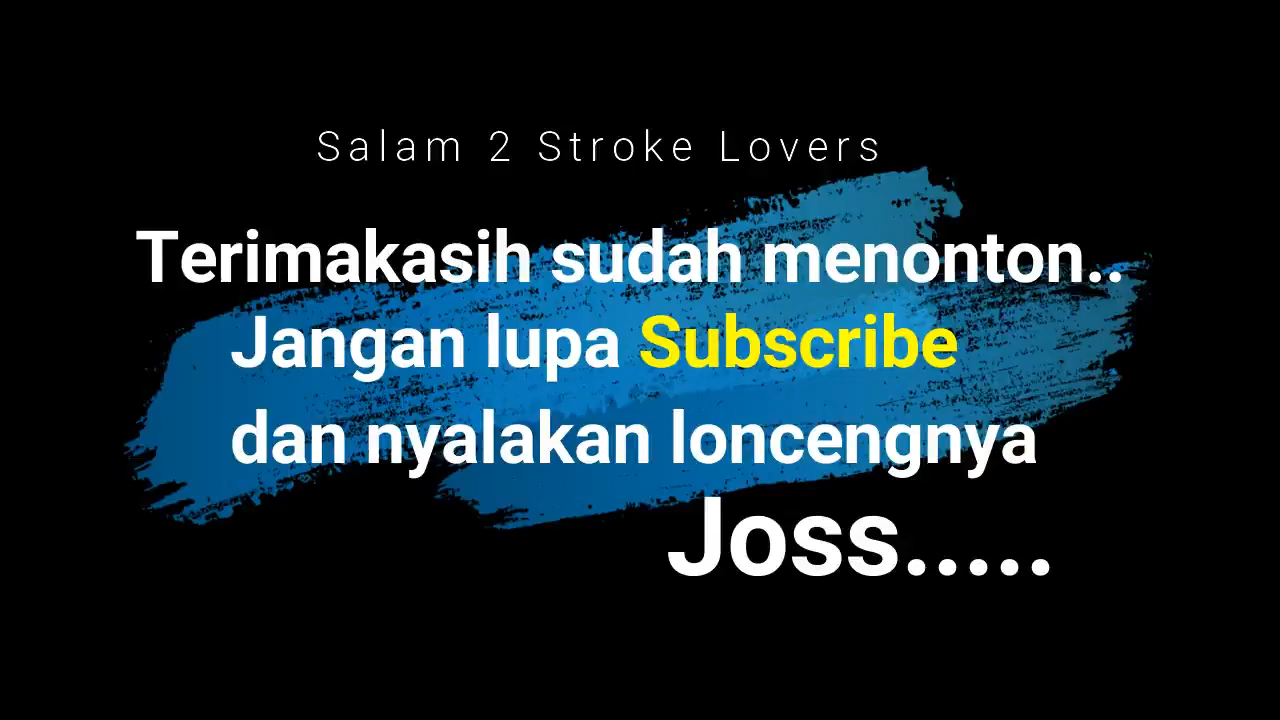 Salam 2 Stroke Lovers
Terimakasih sudah menonton..
Jangan lupa Subscribe
dan nyalakan loncengnya
Joss.....